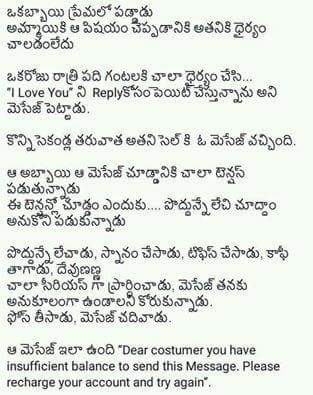 ఒకబ్బాయి ప్రేమలో పడ్డాడు
అమ్మాయికి ఆ విషయం చెప్పడానికి అతనికి ధైర్యం
చాలడంలేదు
ఒకరోజు రాత్రి పది గంటలకి చాలా ధైర్యం చేసి...
"I Love You" ని Replyకోసంపెయిట్ చేస్తున్నాను అని
మెసేజ్ పెట్టాడు.
కొన్ని సెకండ్ల తరువాత అతని సెల్ కి ఓ మెసేజ్ వచ్చింది.
ఆ అబ్బాయి ఆ మెసేజ్ చూడ్డానికి చాలా టెన్షన్
పడుతున్నాడు
ఈ టెన్షన్లో చూడ్డం ఎందుకు.... పొద్దున్నే లేచి చూద్దాం
అనుకొని పడుకున్నాడు
పొద్దున్నే లేచాడు, స్నానం చేసాడు, టిఫిన్ చేసాడు, కాఫీ
తాగాడు, దేవుణ్ణి
చాలా సీరియస్ గా ప్రార్ధించాడు, మెసేజ్ తనకు
అనుకూలంగా ఉండాలని కోరుకున్నాడు.
ఫోన్ తీసాడు, మెసేజ్ చదివాడు.
ఆ మెసేజ్ ఇలా ఉంది "Dear costumer you have
insufficient balance to send this Message. Please
recharge your account and try again".